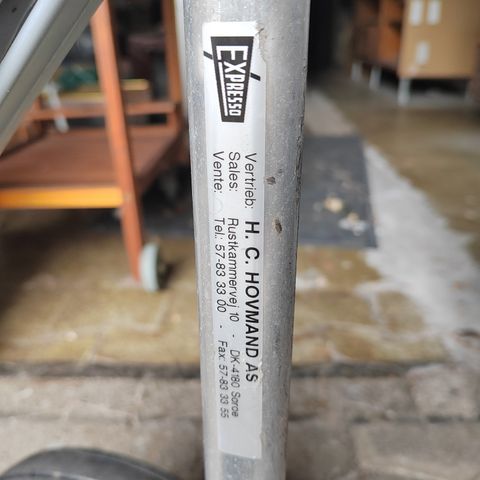 EXPRESSO
Vertrieb: H. C. HOVMAND AS
Sales: Rustkammervej 10 - DK-4180 Soroe
Vente: Tel. 57-83 33 00 - Fax: 57-83 33 55